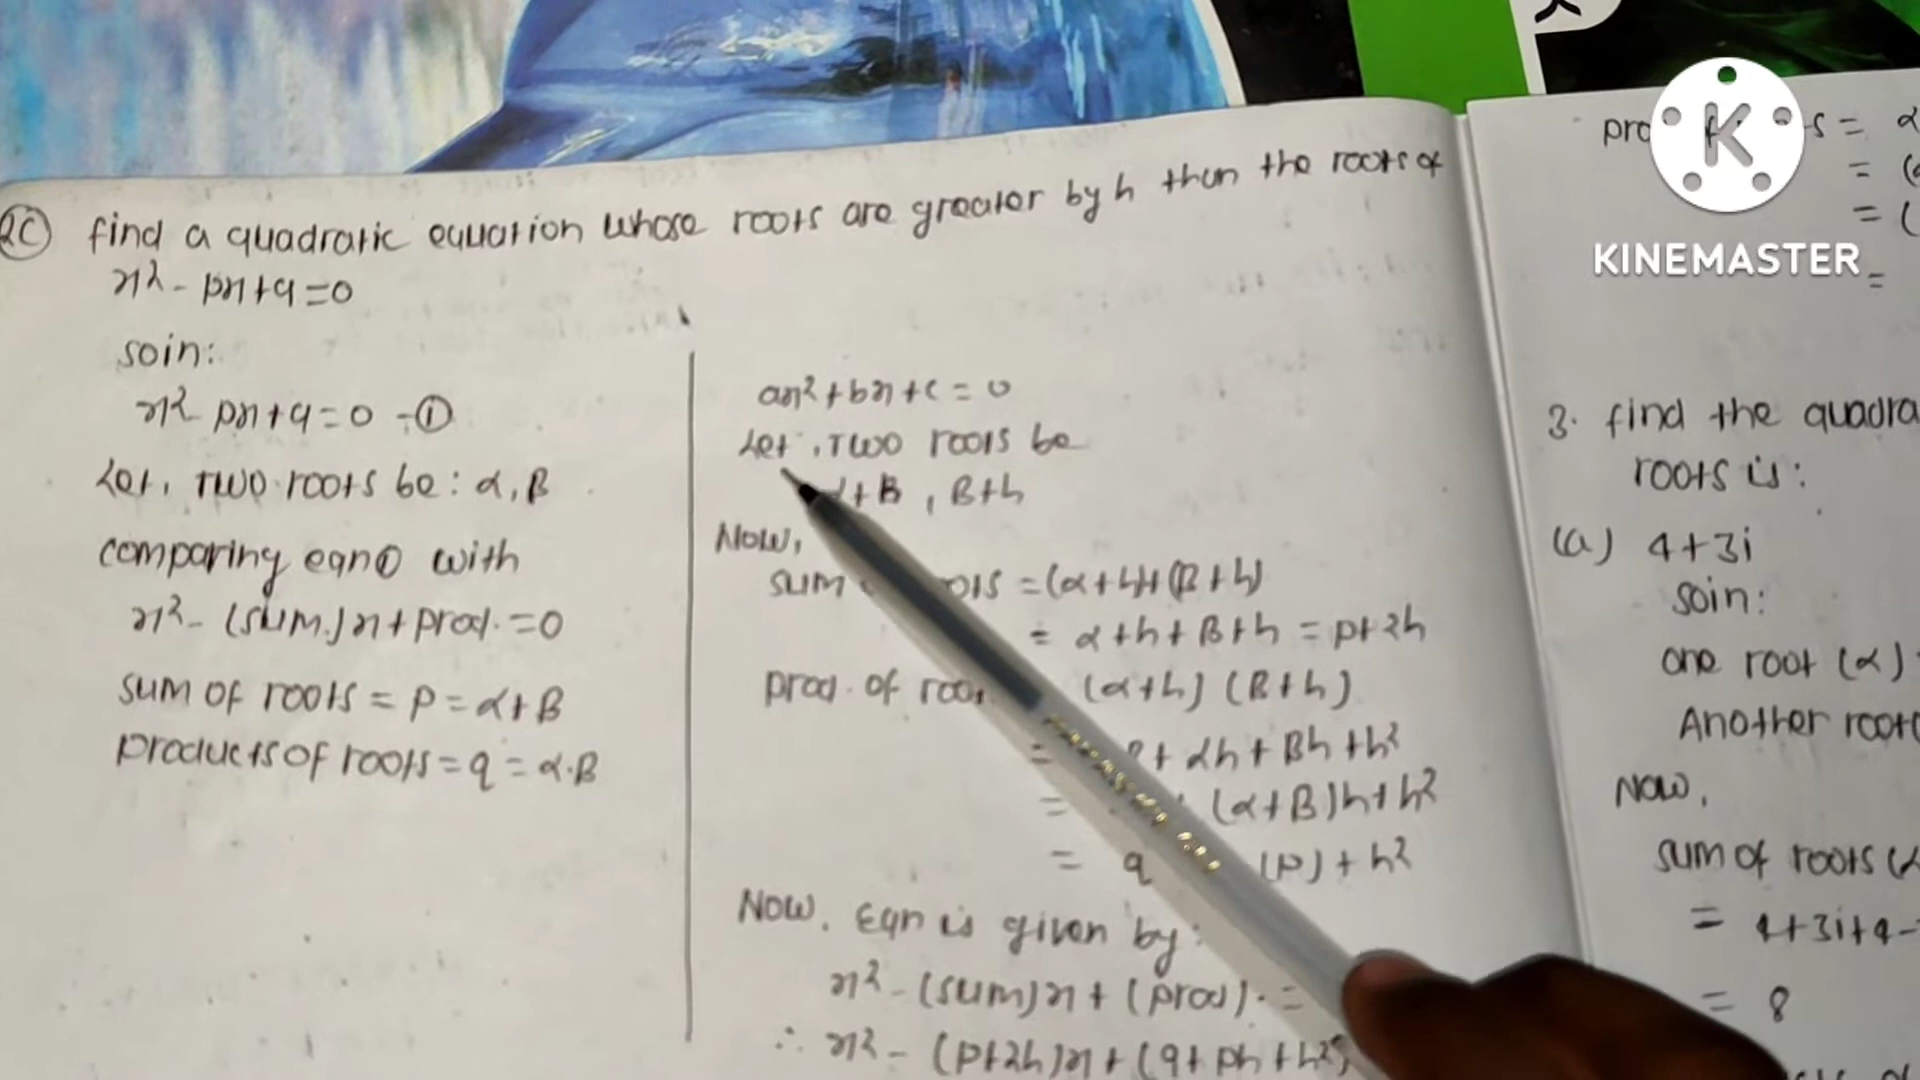 2C) find a quadratic equation whose roots are greater by h than the roots of
x² - px + q = 0
soln:
x² px + q = 0 - ①
Let, Two roots be : α, β
comparing eqn ① with
x² - (sum.) x + prod. = 0
sum of roots = p = α + β
products of roots = q = α.β
ax² + bx + c = 0
Let, Two roots be
+ B , β + h
Now,
sum = (α + h) + (β + h)
= α + h + β + h = p + 2h
prod. of (α + h) (β + h)
= + αh + βh + h²
= (α + β)h + h²
= q (p) + h²
Now, Eqn is given by:
x² - (sum) x + (prod). =
∴ x² - (p + 2h) x + (q + ph + h²
= α
= (
= (
=
KINEMASTER
3. find the quadra
roots is:
(a) 4 + 3i
soln:
one root (α)
Another root
Now,
sum of roots (
= 4 + 3i + 4 -
= 8